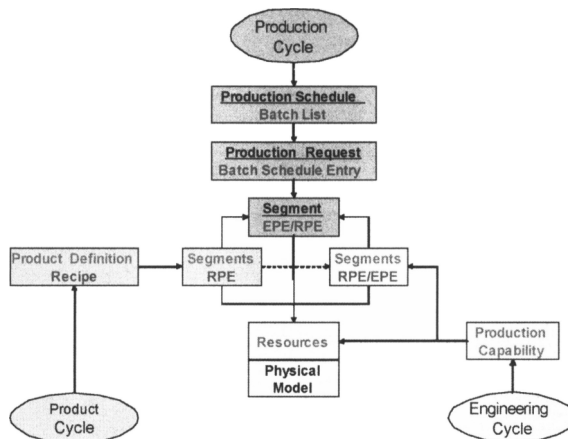 Production
Cycle
Production Schedule
Batch List
Production Request
Batch Schedule Entry
Segment
EPE/RPE
Product Definition
Recipe
Segments
RPE
Segments
RPE/EPE
Resources
Physical
Model
Production
Capability
Product
Cycle
Engineering
Cycle